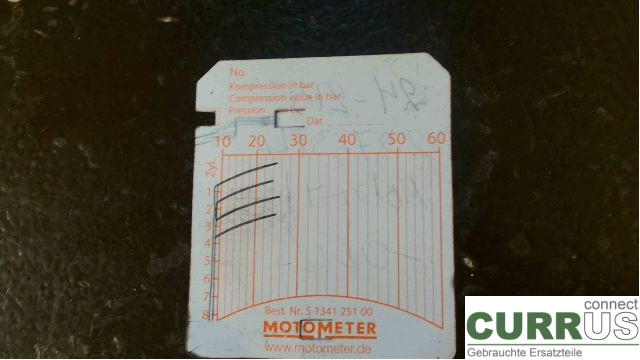 No.
Kompression in bar
Compression value in bar
Pression en bar
Dat.
10 20 30 40 50 60
Zyl.
1
2
3
4
5
6
7
8
Best. Nr. 5 1341 251 00
MOTOMETER
www.motometer.de
connect
CURRUS
Gebrauchte Ersatzteile